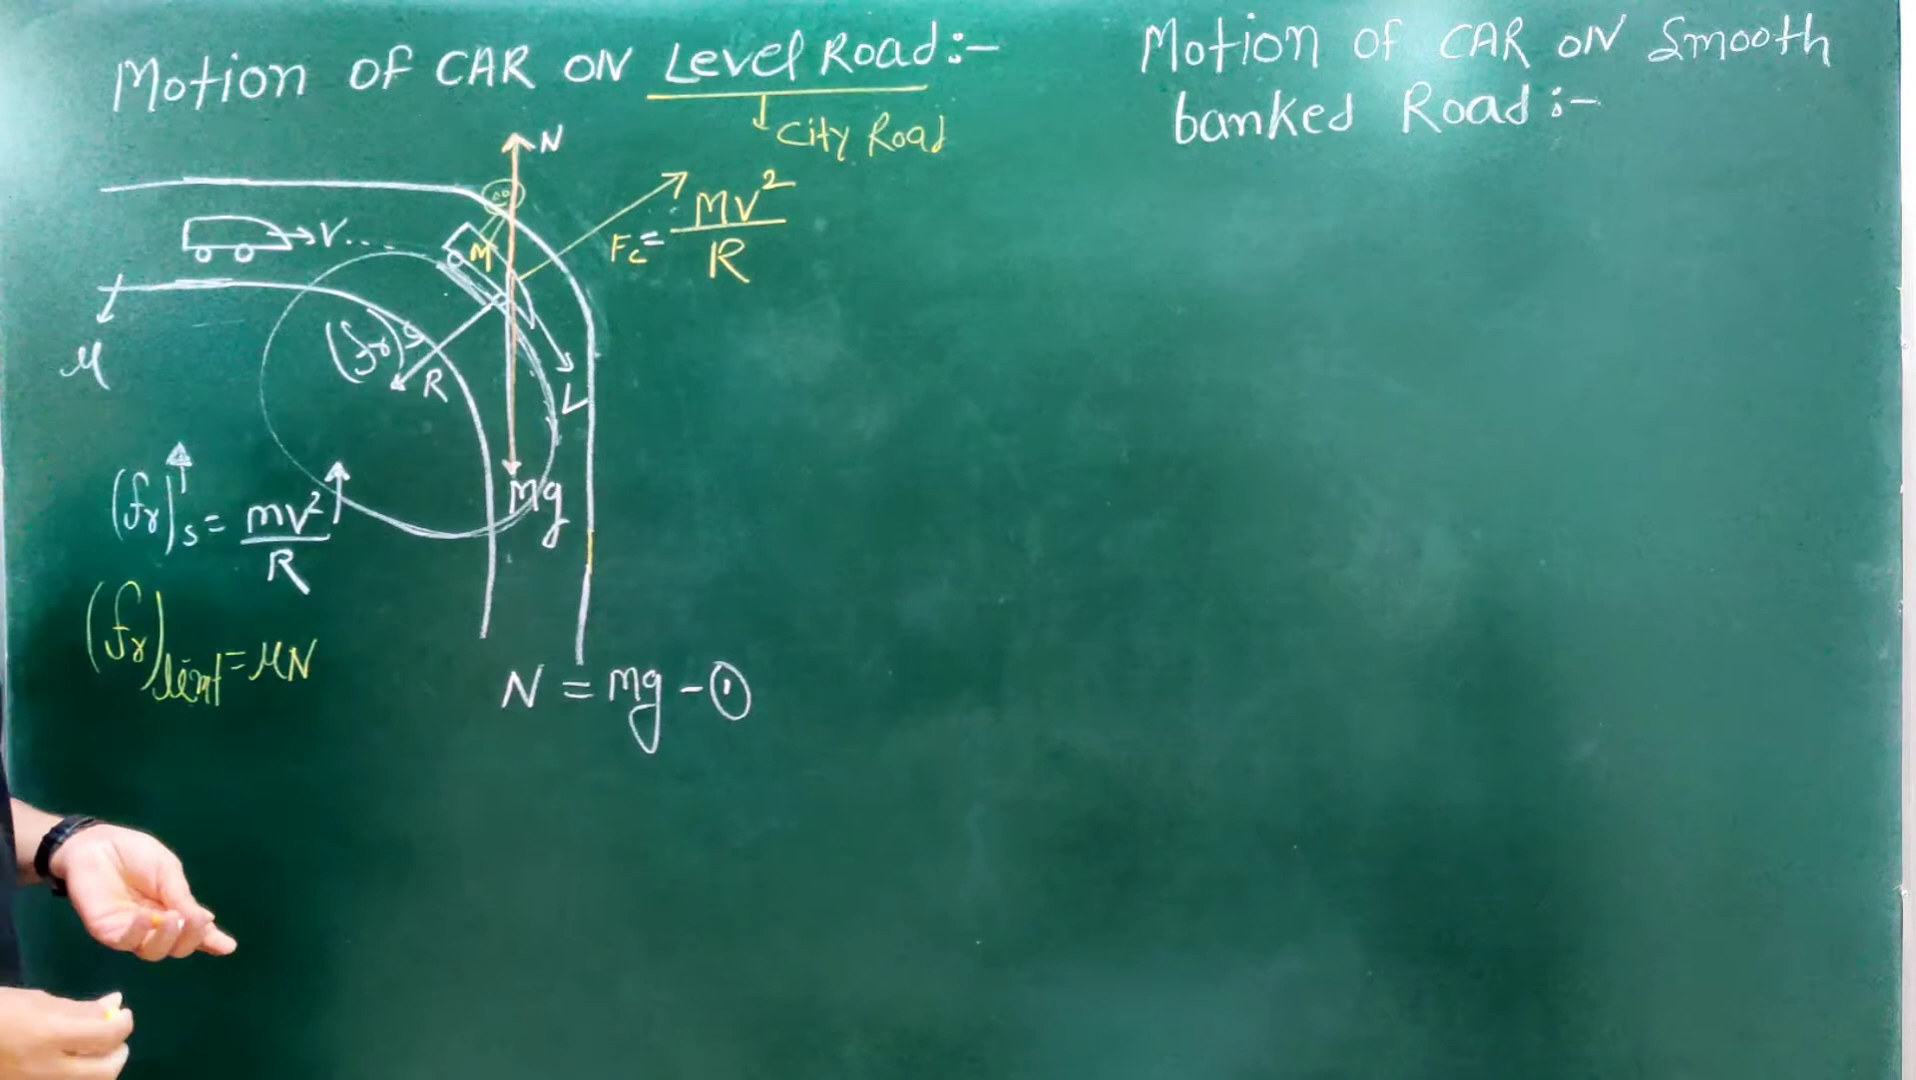 Motion OF CAR ON Level Road:-
City Road
N
V...
M
Fc = MV²/R
(fr)s
R
μ
V
Mg
(fr)s = mv²/R
(fr)limit = μN
N = mg - ①
Motion OF CAR ON Smooth
banked Road:-